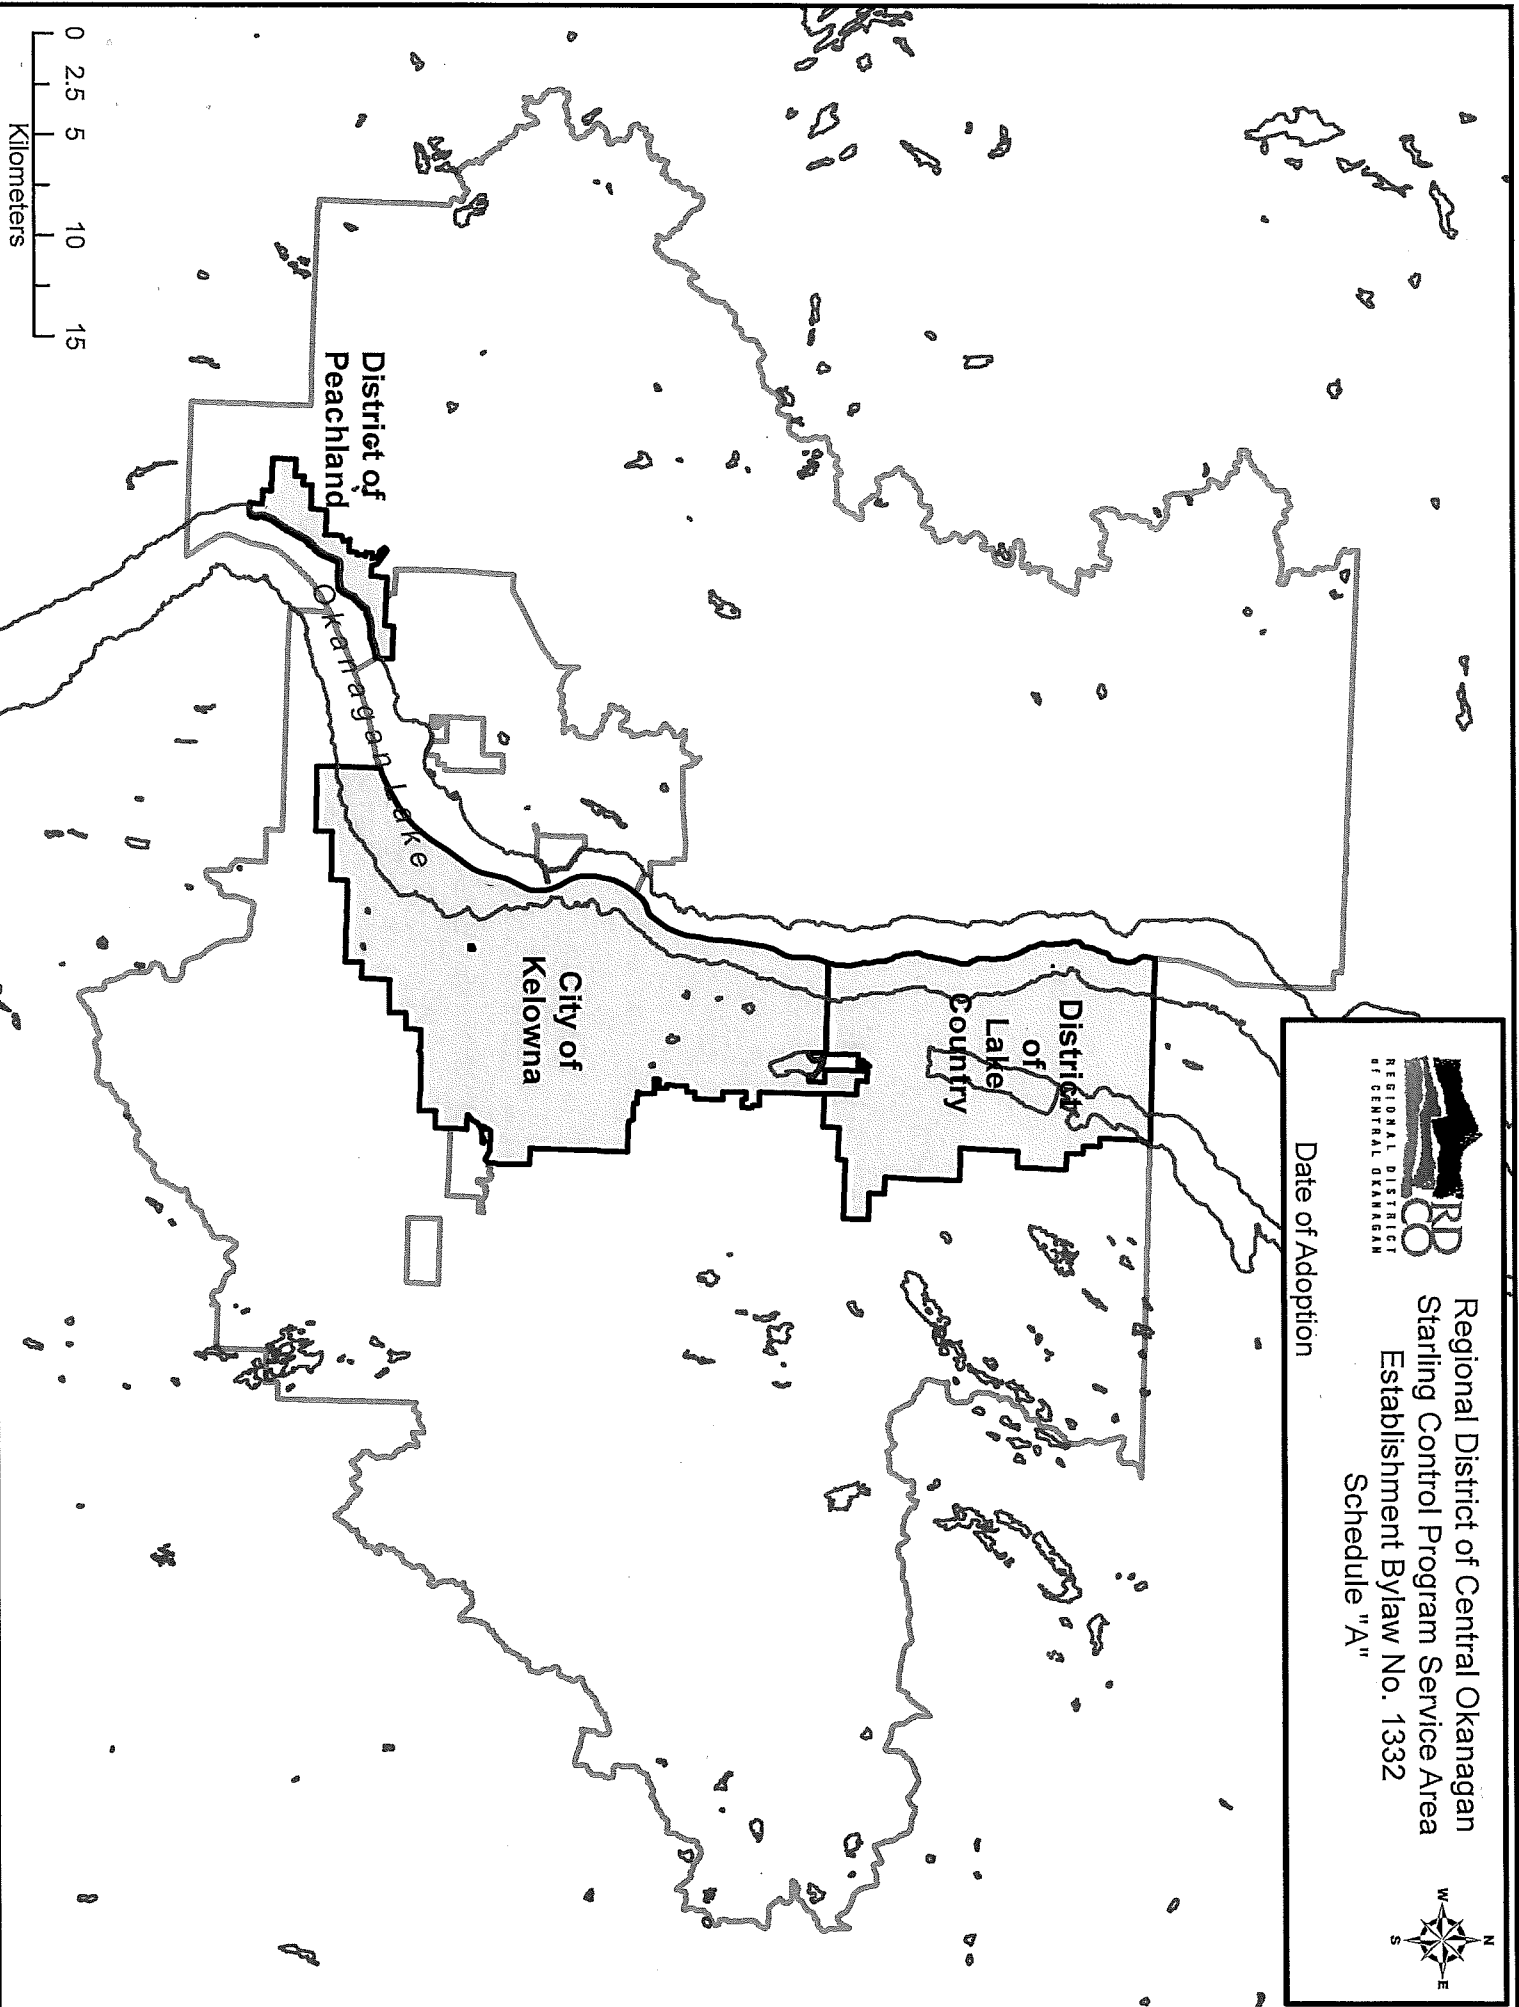 Regional District of Central Okanagan
Starling Control Program Service Area
Establishment Bylaw No. 1332
Schedule "A"
RD
CO
REGIONAL DISTRICT
OF CENTRAL OKANAGAN
N
W
E
S
Date of Adoption
District
of
Lake
Country
City of
Kelowna
District of
Peachland
Okanagan Lake
0 2.5 5 10 15
Kilometers